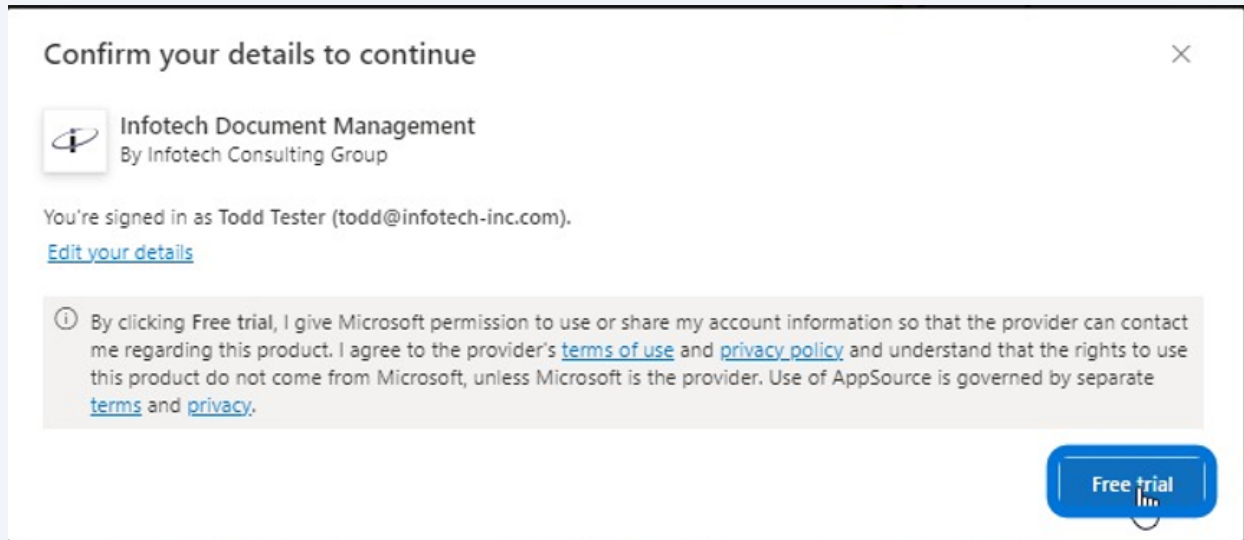 Confirm your details to continue
Infotech Document Management
By Infotech Consulting Group
You're signed in as Todd Tester (todd@infotech-inc.com).
Edit your details
By clicking Free trial, I give Microsoft permission to use or share my account information so that the provider can contact
me regarding this product. I agree to the provider's terms of use and privacy policy and understand that the rights to use
this product do not come from Microsoft, unless Microsoft is the provider. Use of AppSource is governed by separate
terms and privacy.
Free trial